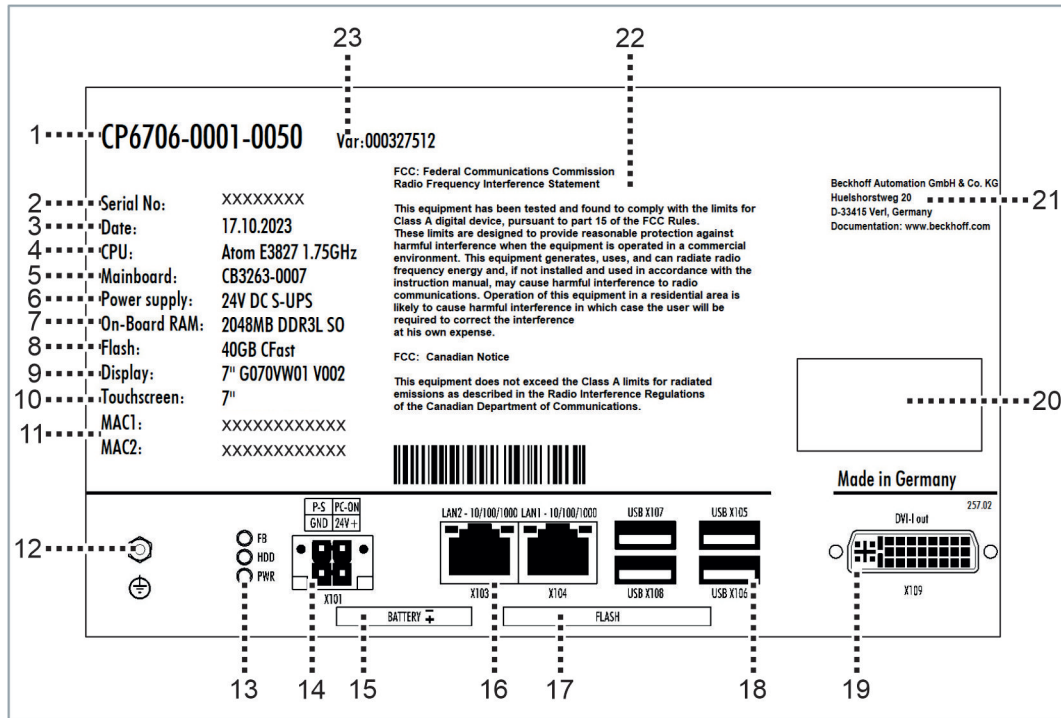 23
22
1
CP6706-0001-0050
Var:000327512
FCC: Federal Communications Commission
Radio Frequency Interference Statement
This equipment has been tested and found to comply with the limits for
Class A digital device, pursuant to part 15 of the FCC Rules.
These limits are designed to provide reasonable protection against
harmful interference when the equipment is operated in a commercial
environment. This equipment generates, uses, and can radiate radio
frequency energy and, if not installed and used in accordance with the
instruction manual, may cause harmful interference to radio
communications. Operation of this equipment in a residential area is
likely to cause harmful interference in which case the user will be
required to correct the interference
at his own expense.
FCC: Canadian Notice
This equipment does not exceed the Class A limits for radiated
emissions as described in the Radio Interference Regulations
of the Canadian Department of Communications.
Beckhoff Automation GmbH & Co. KG
Huelshorstweg 20
D-33415 Verl, Germany
Documentation: www.beckhoff.com
21
2 Serial No: XXXXXXXX
3 Date: 17.10.2023
4 CPU: Atom E3827 1.75GHz
5 Mainboard: CB3263-0007
6 Power supply: 24V DC S-UPS
7 On-Board RAM: 2048MB DDR3L SO
8 Flash: 40GB CFast
9 Display: 7" G070VW01 V002
10 Touchscreen: 7"
11
MAC1: XXXXXXXXXXXX
MAC2: XXXXXXXXXXXX
20
Made in Germany
257.02
12
FB
HDD
PWR
P-S PC-ON
GND 24V+
X101
LAN2 - 10/100/1000 LAN1 - 10/100/1000
X103 X104
USB X107 USB X105
USB X108 USB X106
DVI-I out
X109
BATTERY
FLASH
13 14 15 16 17 18 19